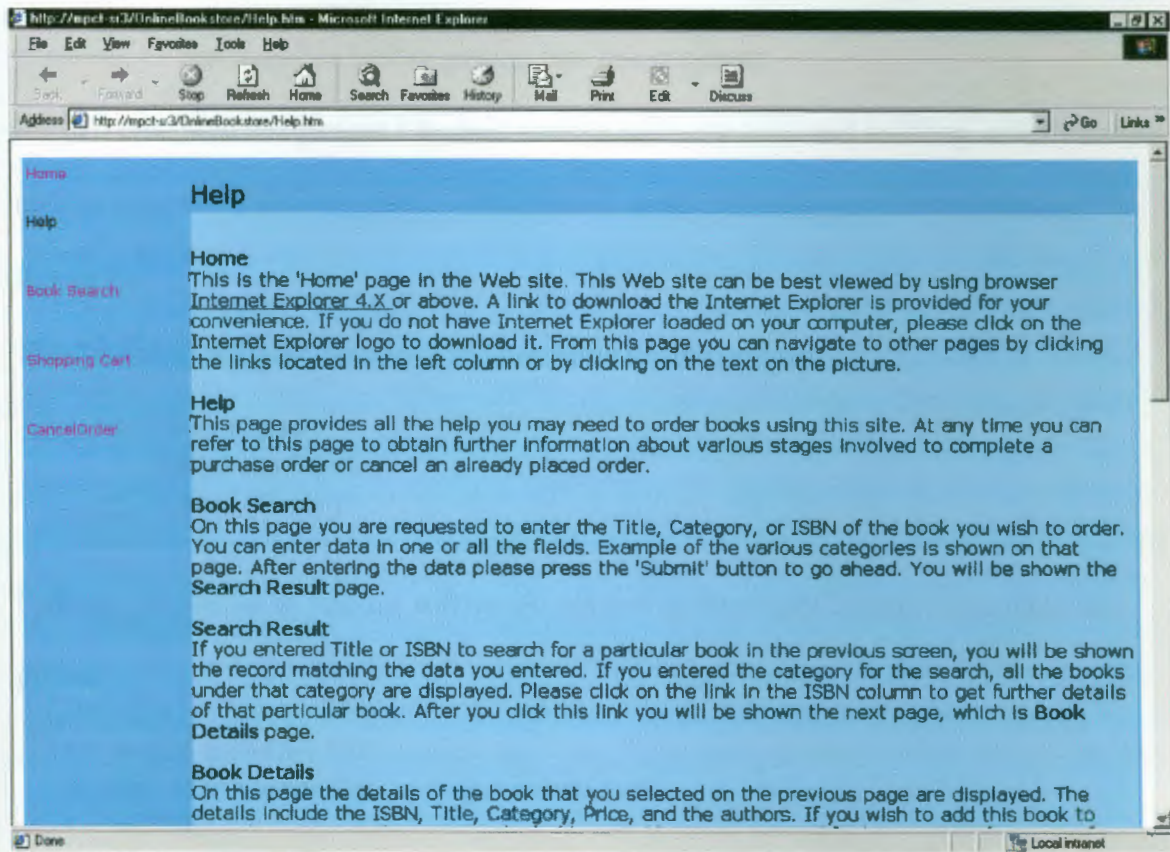 http://mpct-sr3/OnlineBookstore/Help.htm - Microsoft Internet Explorer
File Edit View Favorites Tools Help
Back Forward Stop Refresh Home Search Favorites History Mail Print Edit Discuss
Address http://mpct-sr3/OnlineBookstore/Help.htm Go Links »
Home
Help
Book Search
Shopping Cart
CancelOrder
Help
Home
This is the 'Home' page in the Web site. This Web site can be best viewed by using browser
Internet Explorer 4.X or above. A link to download the Internet Explorer is provided for your
convenience. If you do not have Internet Explorer loaded on your computer, please click on the
Internet Explorer logo to download it. From this page you can navigate to other pages by clicking
the links located in the left column or by clicking on the text on the picture.
Help
This page provides all the help you may need to order books using this site. At any time you can
refer to this page to obtain further information about various stages involved to complete a
purchase order or cancel an already placed order.
Book Search
On this page you are requested to enter the Title, Category, or ISBN of the book you wish to order.
You can enter data in one or all the fields. Example of the various categories is shown on that
page. After entering the data please press the 'Submit' button to go ahead. You will be shown the
Search Result page.
Search Result
If you entered Title or ISBN to search for a particular book in the previous screen, you will be shown
the record matching the data you entered. If you entered the category for the search, all the books
under that category are displayed. Please click on the link in the ISBN column to get further details
of that particular book. After you click this link you will be shown the next page, which is Book
Details page.
Book Details
On this page the details of the book that you selected on the previous page are displayed. The
details include the ISBN, Title, Category, Price, and the authors. If you wish to add this book to
Done Local intranet